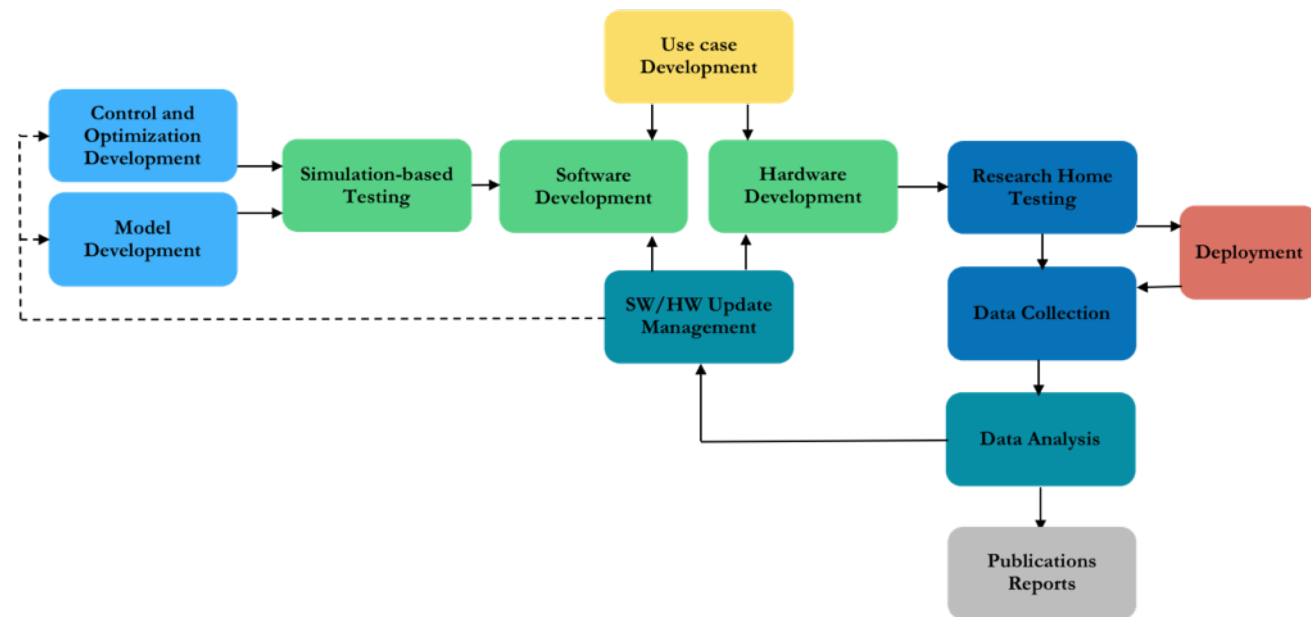 Use case
Development
Control and
Optimization
Development
Simulation-based
Testing
Software
Development
Hardware
Development
Research Home
Testing
Model
Development
Deployment
SW/HW Update
Management
Data Collection
Data Analysis
Publications
Reports